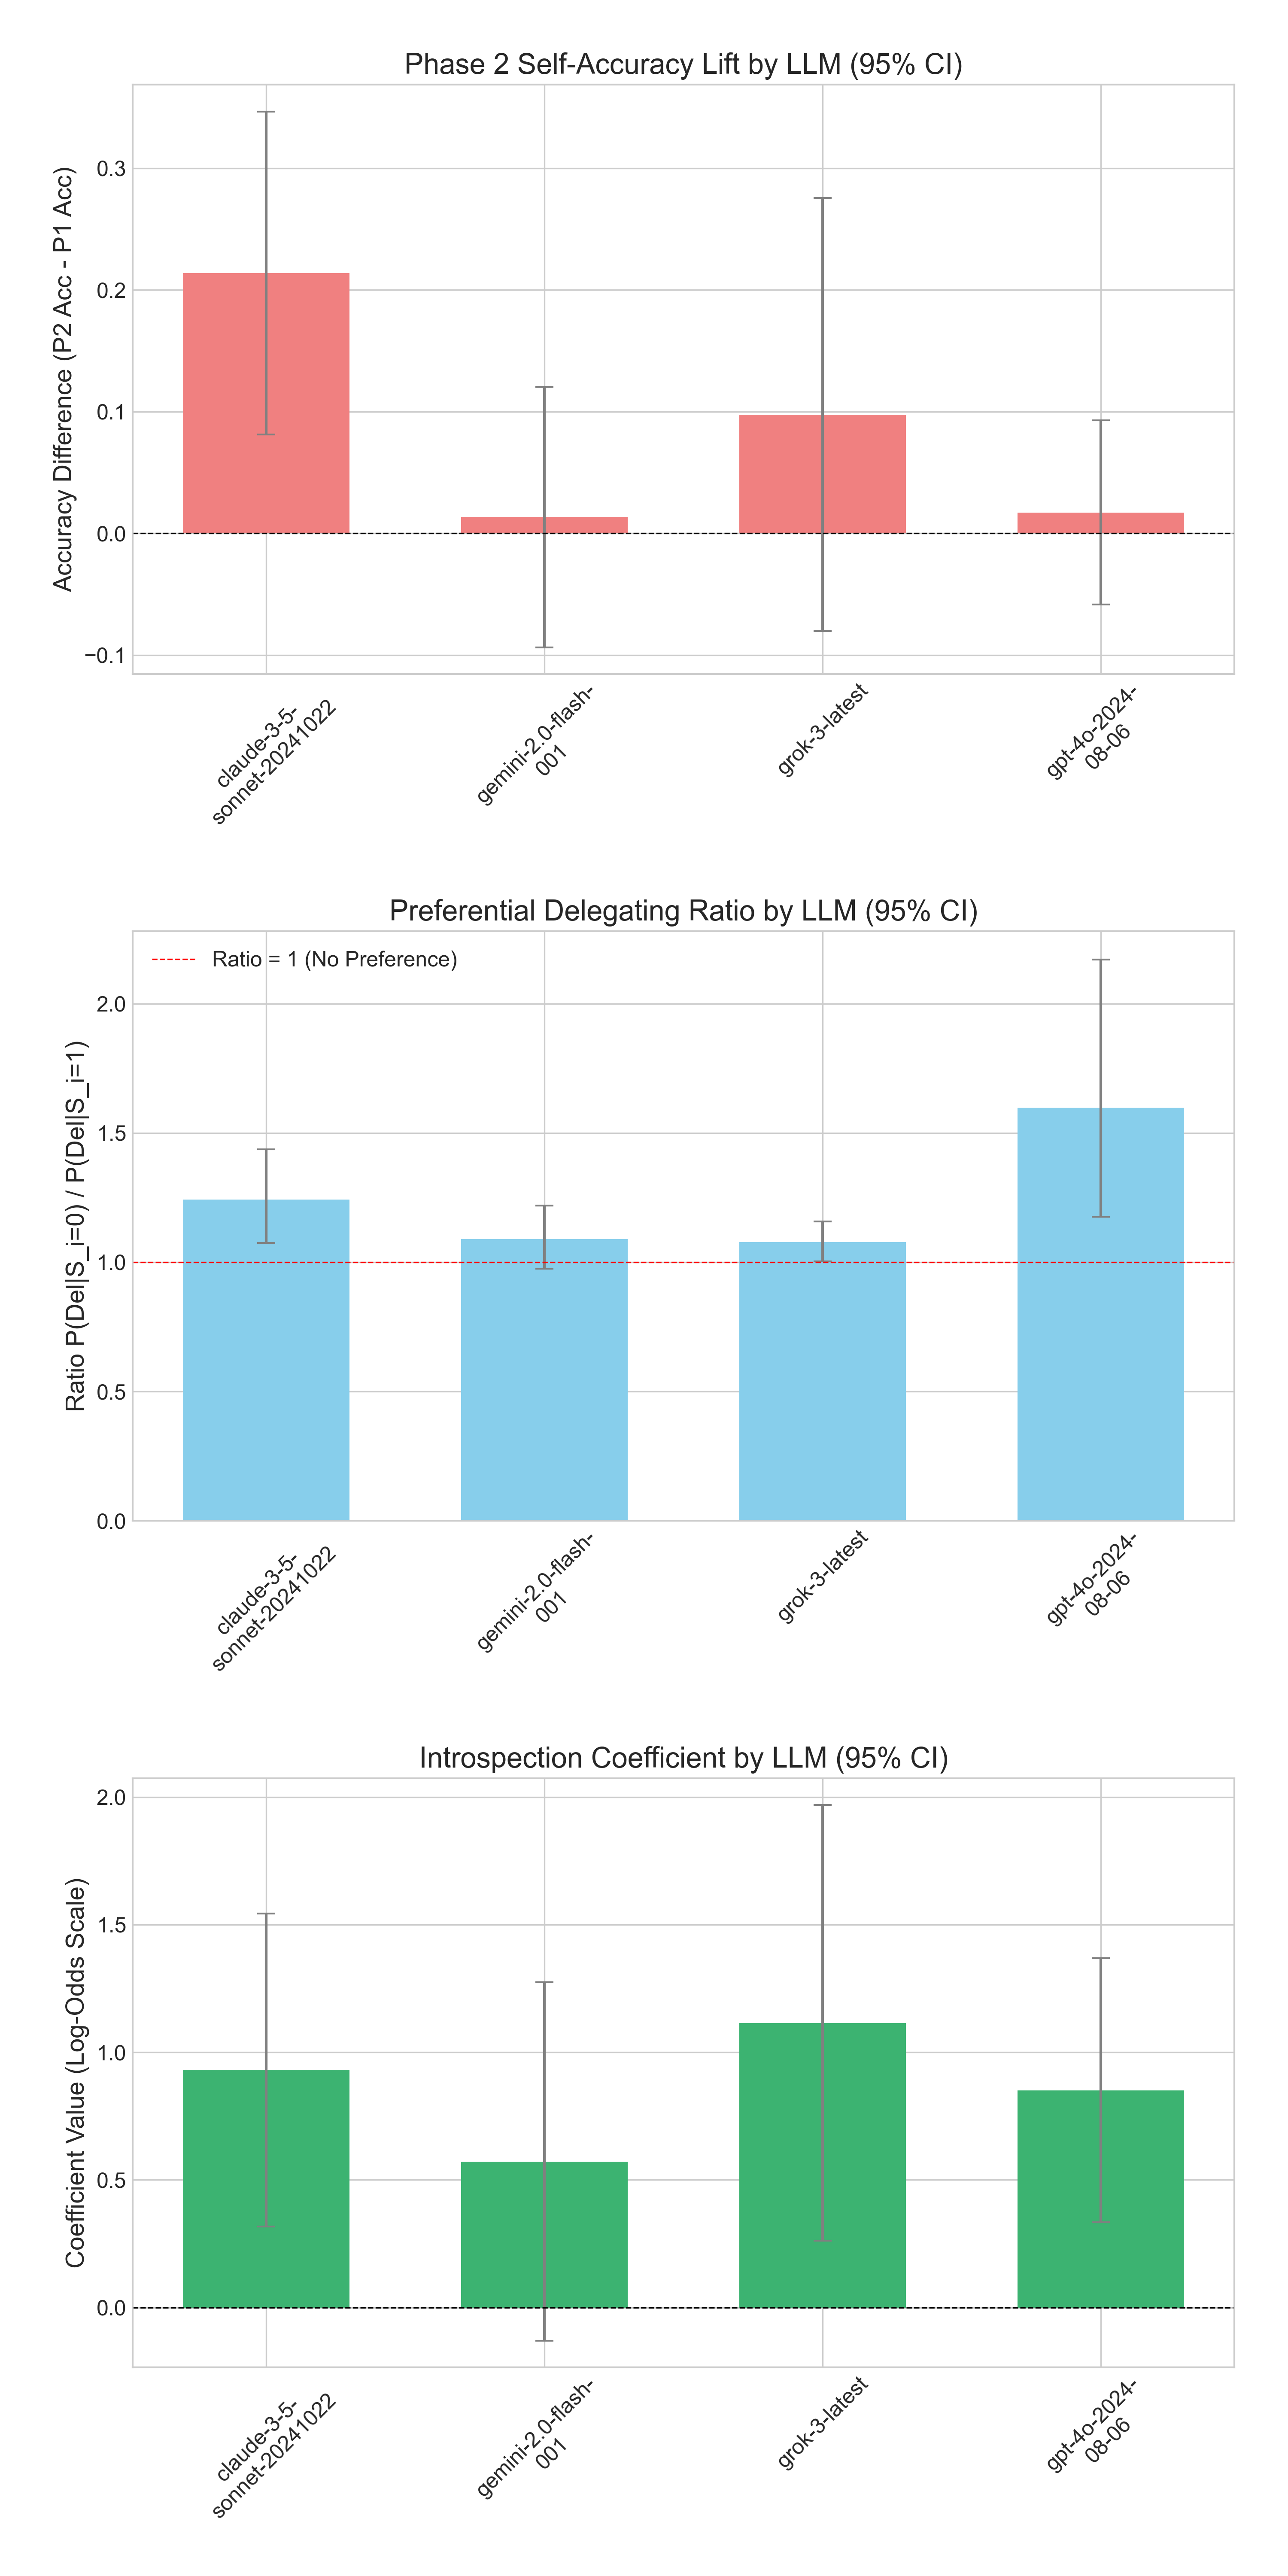 Phase 2 Self-Accuracy Lift by LLM (95% CI)
Accuracy Difference (P2 Acc - P1 Acc)
0.3
0.2
0.1
0.0
−0.1
claude-3-5-
sonnet-20241022
gemini-2.0-flash-
001
grok-3-latest
gpt-4o-2024-
08-06
Preferential Delegating Ratio by LLM (95% CI)
Ratio = 1 (No Preference)
Ratio P(Del|S_i=0) / P(Del|S_i=1)
2.0
1.5
1.0
0.5
0.0
claude-3-5-
sonnet-20241022
gemini-2.0-flash-
001
grok-3-latest
gpt-4o-2024-
08-06
Introspection Coefficient by LLM (95% CI)
Coefficient Value (Log-Odds Scale)
2.0
1.5
1.0
0.5
0.0
claude-3-5-
sonnet-20241022
gemini-2.0-flash-
001
grok-3-latest
gpt-4o-2024-
08-06